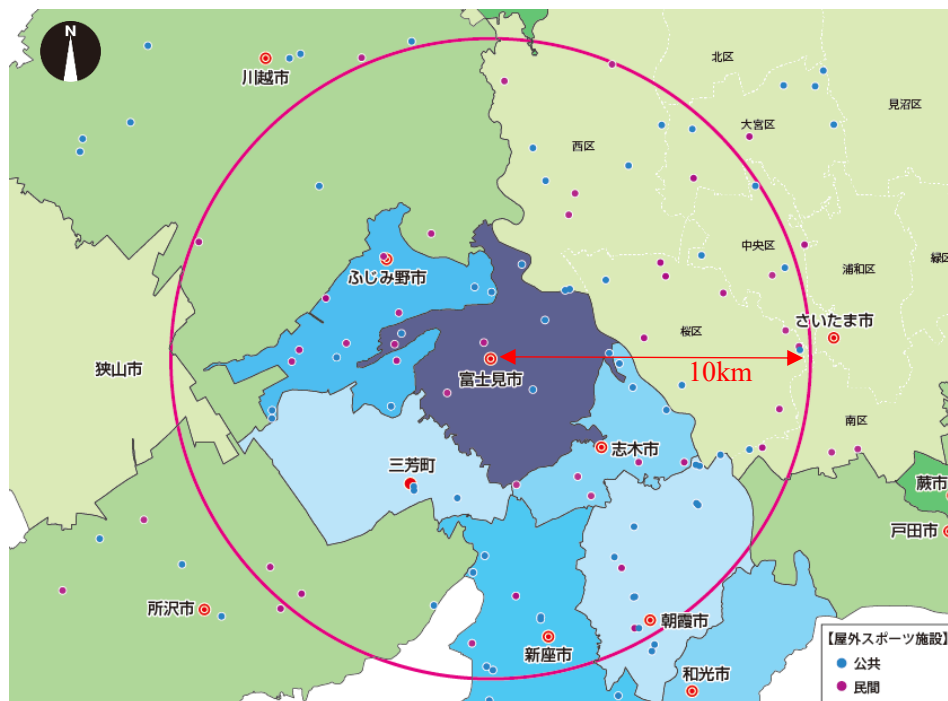 N
川越市
北区
大宮区
見沼区
西区
中央区
浦和区
緑区
ふじみ野市
さいたま市
桜区
狭山市
10km
富士見市
南区
志木市
三芳町
蕨市
戸田市
所沢市
朝霞市
新座市
和光市
【屋外スポーツ施設】
公共
民間